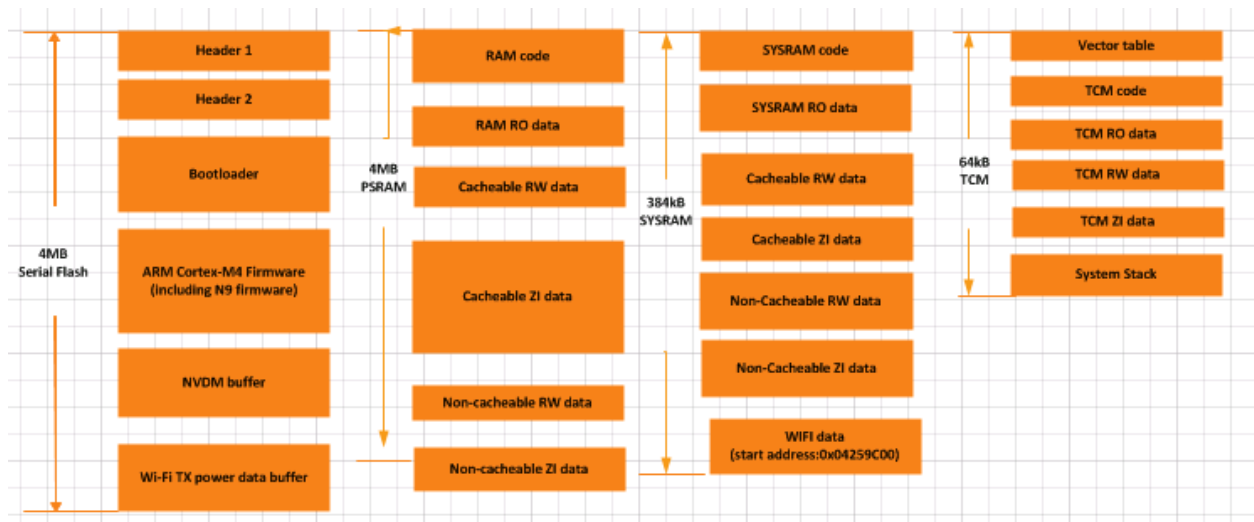 4MB
Serial Flash
Header 1
Header 2
Bootloader
ARM Cortex-M4 Firmware
(including N9 firmware)
NVDM buffer
Wi-Fi TX power data buffer
4MB
PSRAM
RAM code
RAM RO data
Cacheable RW data
Cacheable ZI data
Non-cacheable RW data
Non-cacheable ZI data
384kB
SYSRAM
SYSRAM code
SYSRAM RO data
Cacheable RW data
Cacheable ZI data
Non-Cacheable RW data
Non-Cacheable ZI data
WIFI data
(start address:0x04259C00)
64kB
TCM
Vector table
TCM code
TCM RO data
TCM RW data
TCM ZI data
System Stack